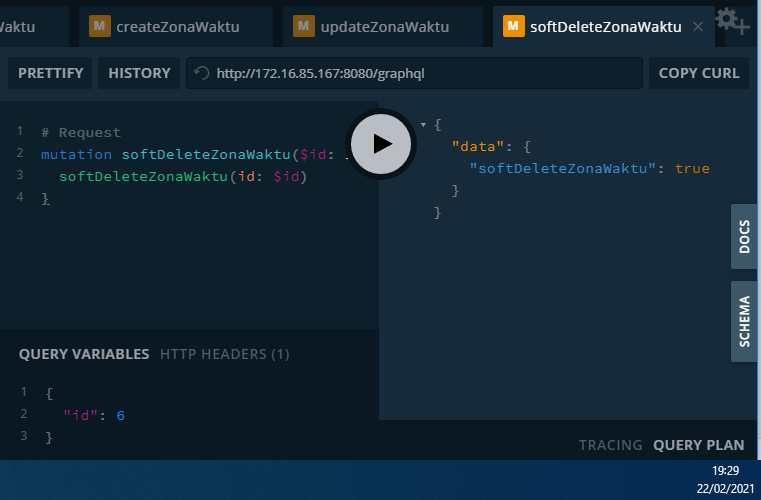 Waktu
M createZonaWaktu
M updateZonaWaktu
M softDeleteZonaWaktu
PRETTIFY
HISTORY
http://172.16.85.167:8080/graphql
COPY CURL
1 # Request
2 mutation softDeleteZonaWaktu($id:
3 softDeleteZonaWaktu(id: $id)
4 }
{
"data": {
"softDeleteZonaWaktu": true
}
}
DOCS
SCHEMA
QUERY VARIABLES HTTP HEADERS (1)
1 {
2 "id": 6
3 }
TRACING QUERY PLAN
19:29
22/02/2021